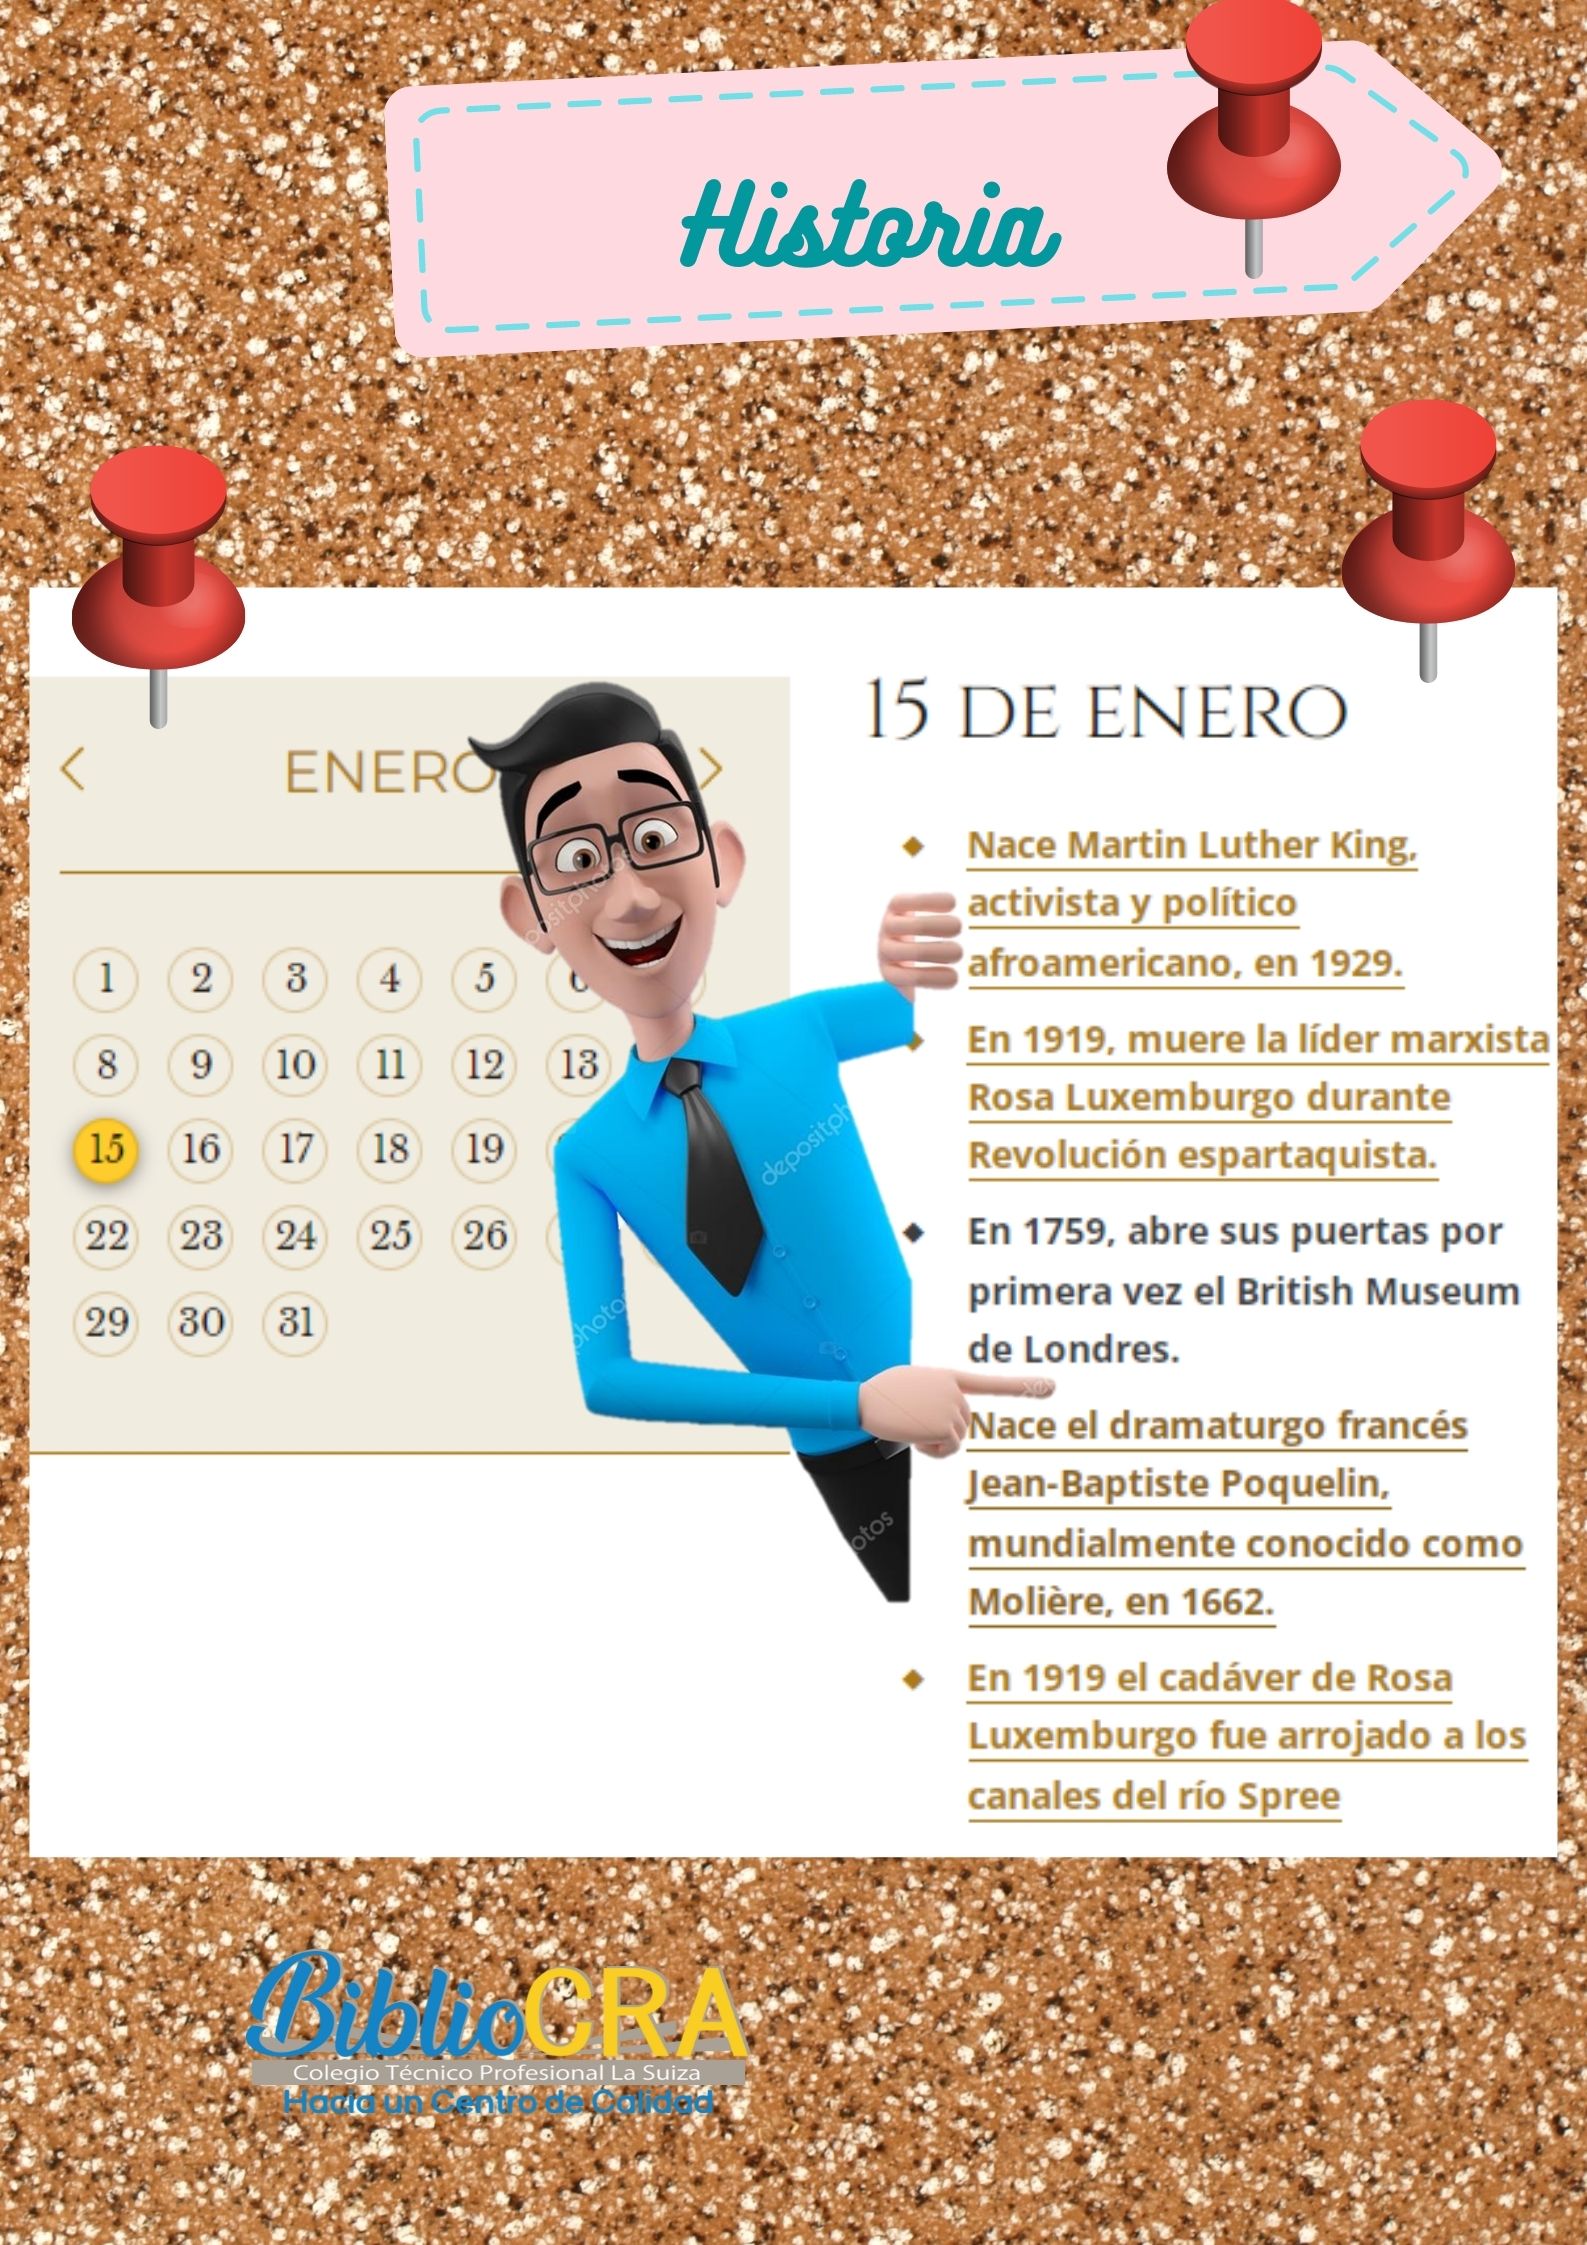 Historia
ENERO
1 2 3 4 5 6
8 9 10 11 12 13
15 16 17 18 19
22 23 24 25 26
29 30 31
15 DE ENERO
Nace Martin Luther King,
activista y político
afroamericano, en 1929.
En 1919, muere la líder marxista
Rosa Luxemburgo durante
Revolución espartaquista.
En 1759, abre sus puertas por
primera vez el British Museum
de Londres.
Nace el dramaturgo francés
Jean-Baptiste Poquelin,
mundialmente conocido como
Molière, en 1662.
En 1919 el cadáver de Rosa
Luxemburgo fue arrojado a los
canales del río Spree
BiblioCRA
Colegio Técnico Profesional La Suiza
Hacia un Centro de Calidad